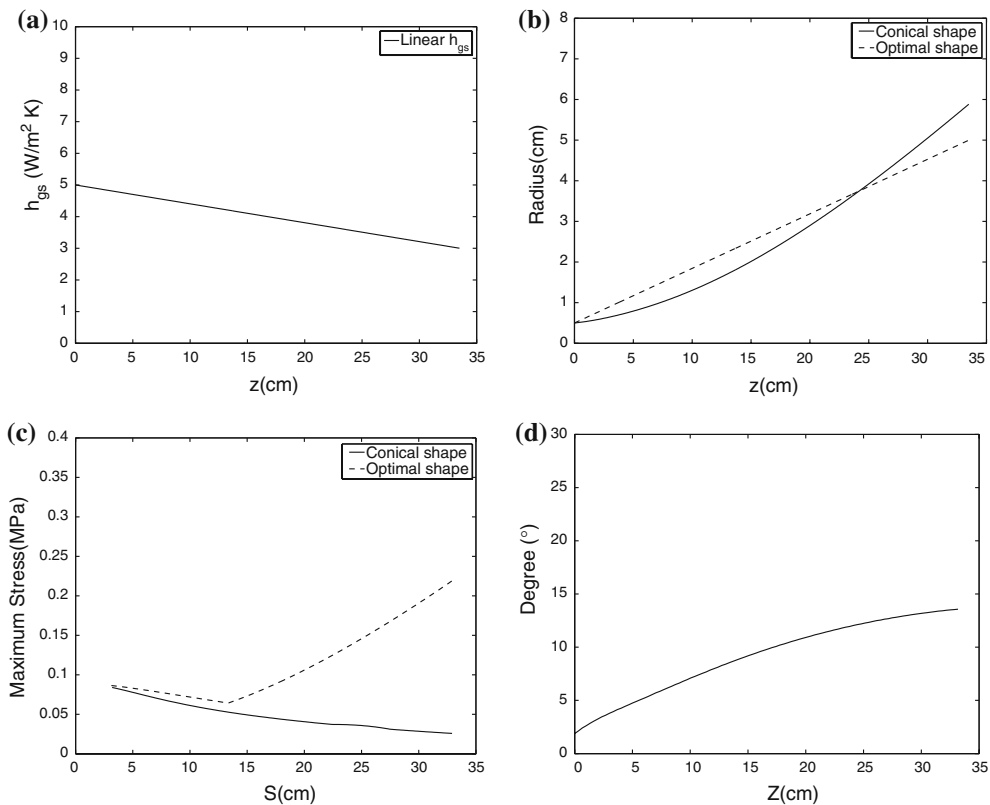 (a)
10
9
8
7
6
5
4
3
2
1
0
h_gs (W/m² K)
Linear h_gs
0 5 10 15 20 25 30 35
z(cm)
(b)
8
7
6
5
4
3
2
1
0
Radius(cm)
Conical shape
Optimal shape
0 5 10 15 20 25 30 35
z(cm)
(c)
0.4
0.35
0.3
0.25
0.2
0.15
0.1
0.05
0
Maximum Stress(MPa)
Conical shape
Optimal shape
0 5 10 15 20 25 30 35
S(cm)
(d)
30
25
20
15
10
5
0
Degree (°)
0 5 10 15 20 25 30 35
Z(cm)